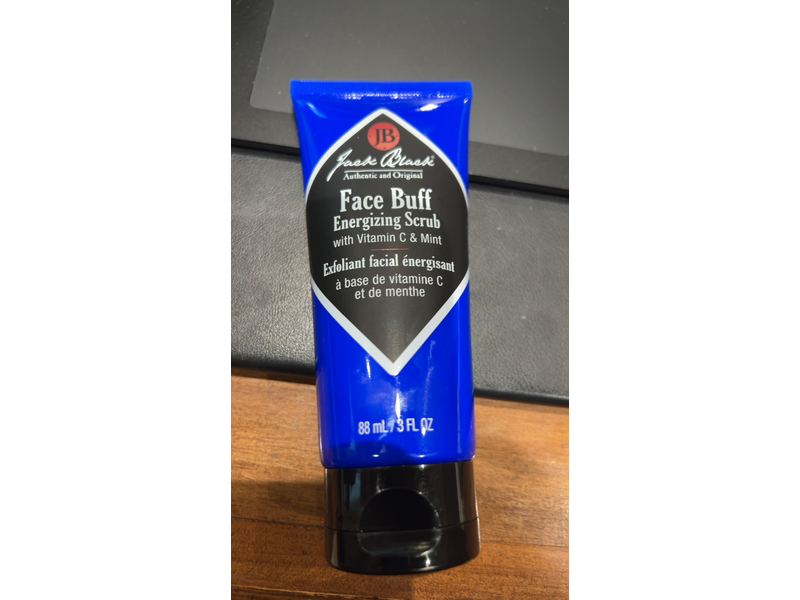 JB
Jack Black
Authentic and Original
Face Buff
Energizing Scrub
with Vitamin C & Mint
Exfoliant facial énergisant
à base de vitamine C
et de menthe
88 mL / 3 FL OZ